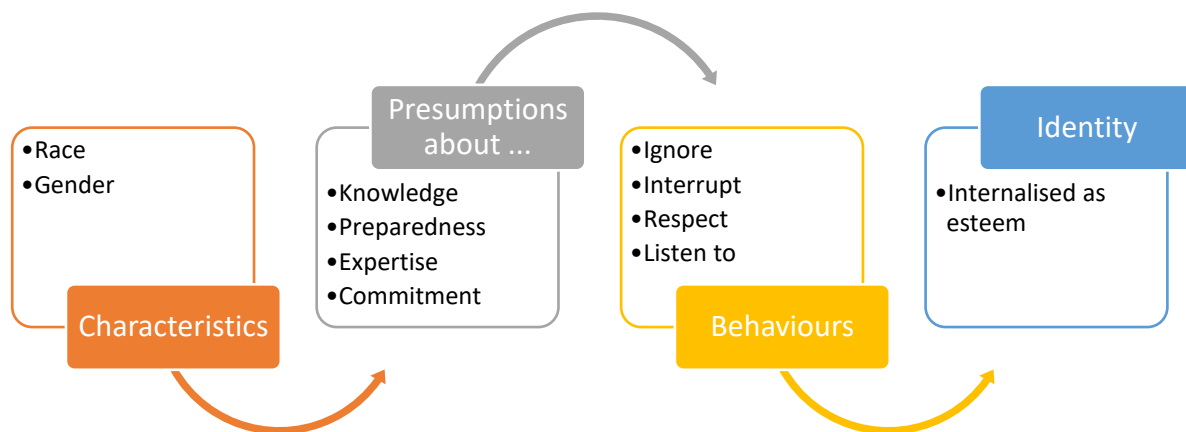 •Race
•Gender
Characteristics
Presumptions
about ...
•Knowledge
•Preparedness
•Expertise
•Commitment
•Ignore
•Interrupt
•Respect
•Listen to
Behaviours
Identity
•Internalised as
esteem